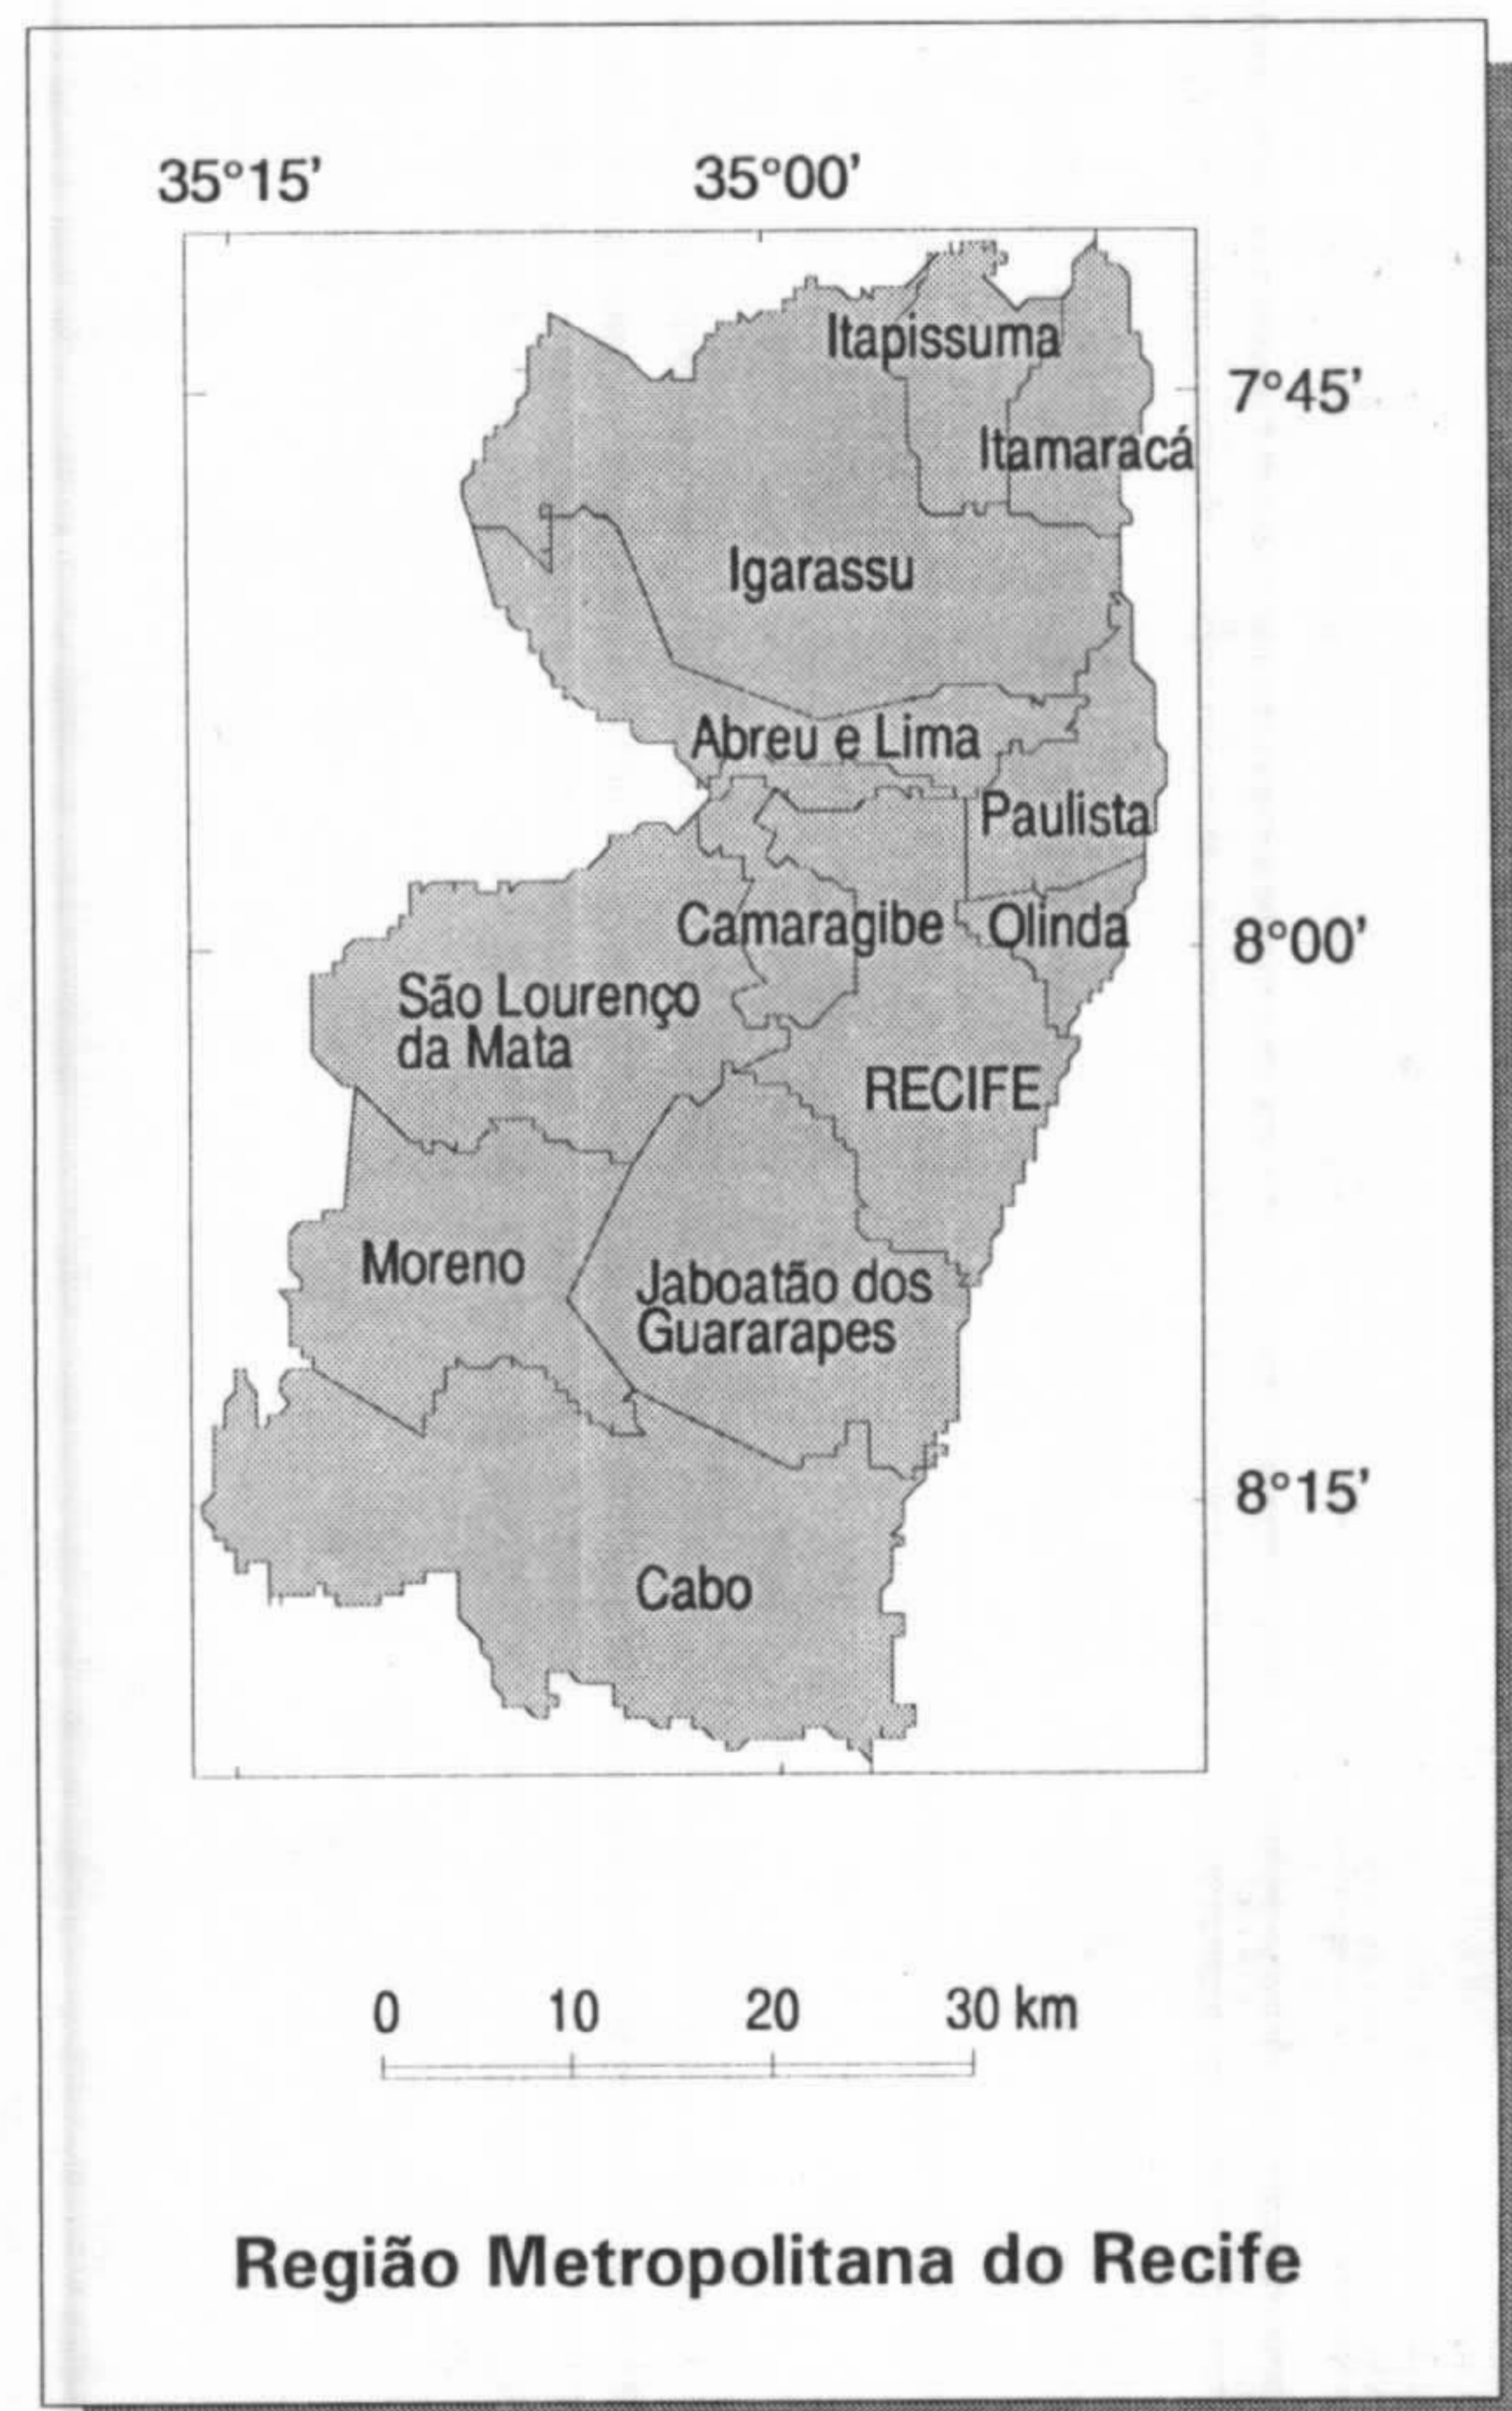 35°15' 35°00'
Itapissuma
7°45'
Itamaracá
Igarassu
Abreu e Lima
Paulista
Camaragibe Olinda
8°00'
São Lourenço
da Mata
RECIFE
Moreno
Jaboatão dos
Guararapes
8°15'
Cabo
0 10 20 30 km
Região Metropolitana do Recife